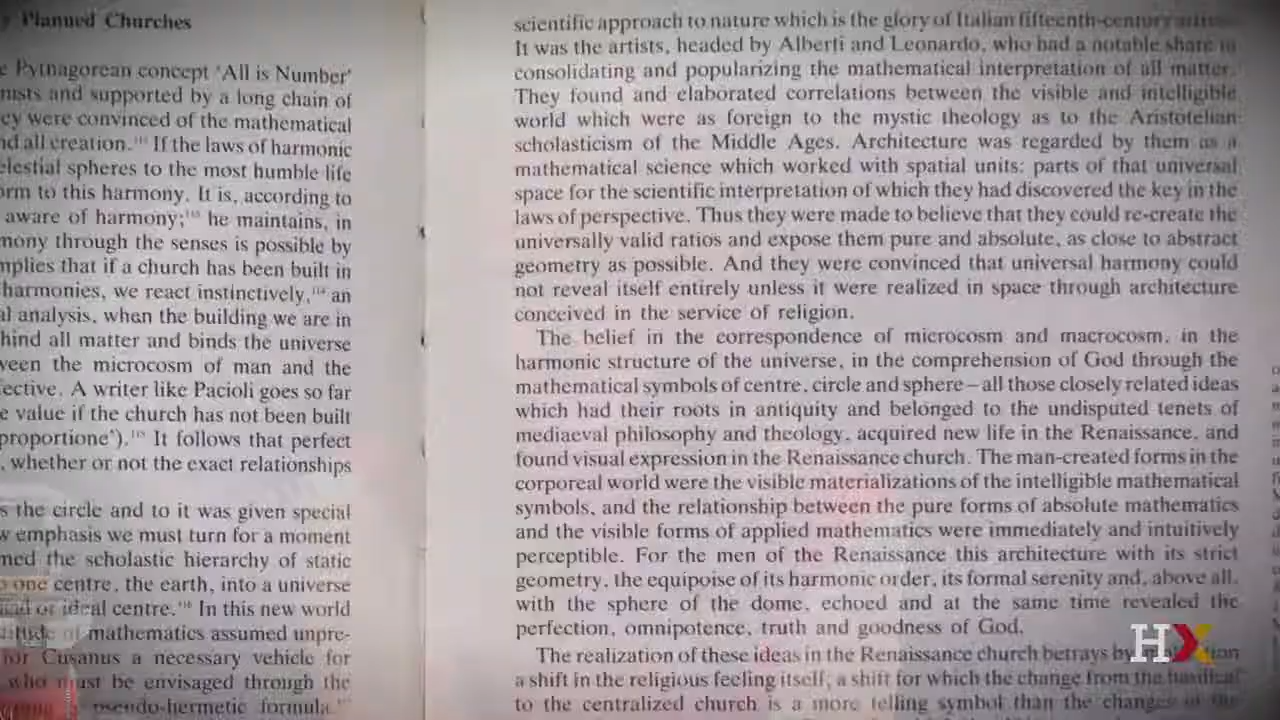 Planned Churches
Pythagorean concept 'All is Number'
and supported by a long chain of
were convinced of the mathematical
all creation. If the laws of harmonic
spheres to the most humble life
to this harmony. It is, according to
aware of harmony; he maintains, in
through the senses is possible by
that if a church has been built in
harmonies, we react instinctively, an
analysis, when the building we are in
all matter and binds the universe
the microcosm of man and the
A writer like Pacioli goes so far
value if the church has not been built
proportione'). It follows that perfect
, whether or not the exact relationships
the circle and to it was given special
emphasis we must turn for a moment
the scholastic hierarchy of static
one centre, the earth, into a universe
or ideal centre. In this new world
mathematics assumed unpre-
Cusanus a necessary vehicle for
who must be envisaged through the
pseudo-hermetic formula.
scientific approach to nature which is the glory of Italian fifteenth-century
It was the artists, headed by Alberti and Leonardo, who had a notable share in
consolidating and popularizing the mathematical interpretation of all matter.
They found and elaborated correlations between the visible and intelligible
world which were as foreign to the mystic theology as to the Aristotelian
scholasticism of the Middle Ages. Architecture was regarded by them as a
mathematical science which worked with spatial units: parts of that universal
space for the scientific interpretation of which they had discovered the key in the
laws of perspective. Thus they were made to believe that they could re-create the
universally valid ratios and expose them pure and absolute, as close to abstract
geometry as possible. And they were convinced that universal harmony could
not reveal itself entirely unless it were realized in space through architecture
conceived in the service of religion.
The belief in the correspondence of microcosm and macrocosm, in the
harmonic structure of the universe, in the comprehension of God through the
mathematical symbols of centre, circle and sphere—all those closely related ideas
which had their roots in antiquity and belonged to the undisputed tenets of
mediaeval philosophy and theology, acquired new life in the Renaissance, and
found visual expression in the Renaissance church. The man-created forms in the
corporeal world were the visible materializations of the intelligible mathematical
symbols, and the relationship between the pure forms of absolute mathematics
and the visible forms of applied mathematics were immediately and intuitively
perceptible. For the men of the Renaissance this architecture with its strict
geometry, the equipoise of its harmonic order, its formal serenity and, above all,
with the sphere of the dome, echoed and at the same time revealed the
perfection, omnipotence, truth and goodness of God.
The realization of these ideas in the Renaissance church betrays by
a shift in the religious feeling itself; a shift for which the change from the basilical
to the centralized church is a more telling symbol than the changes in the
HX